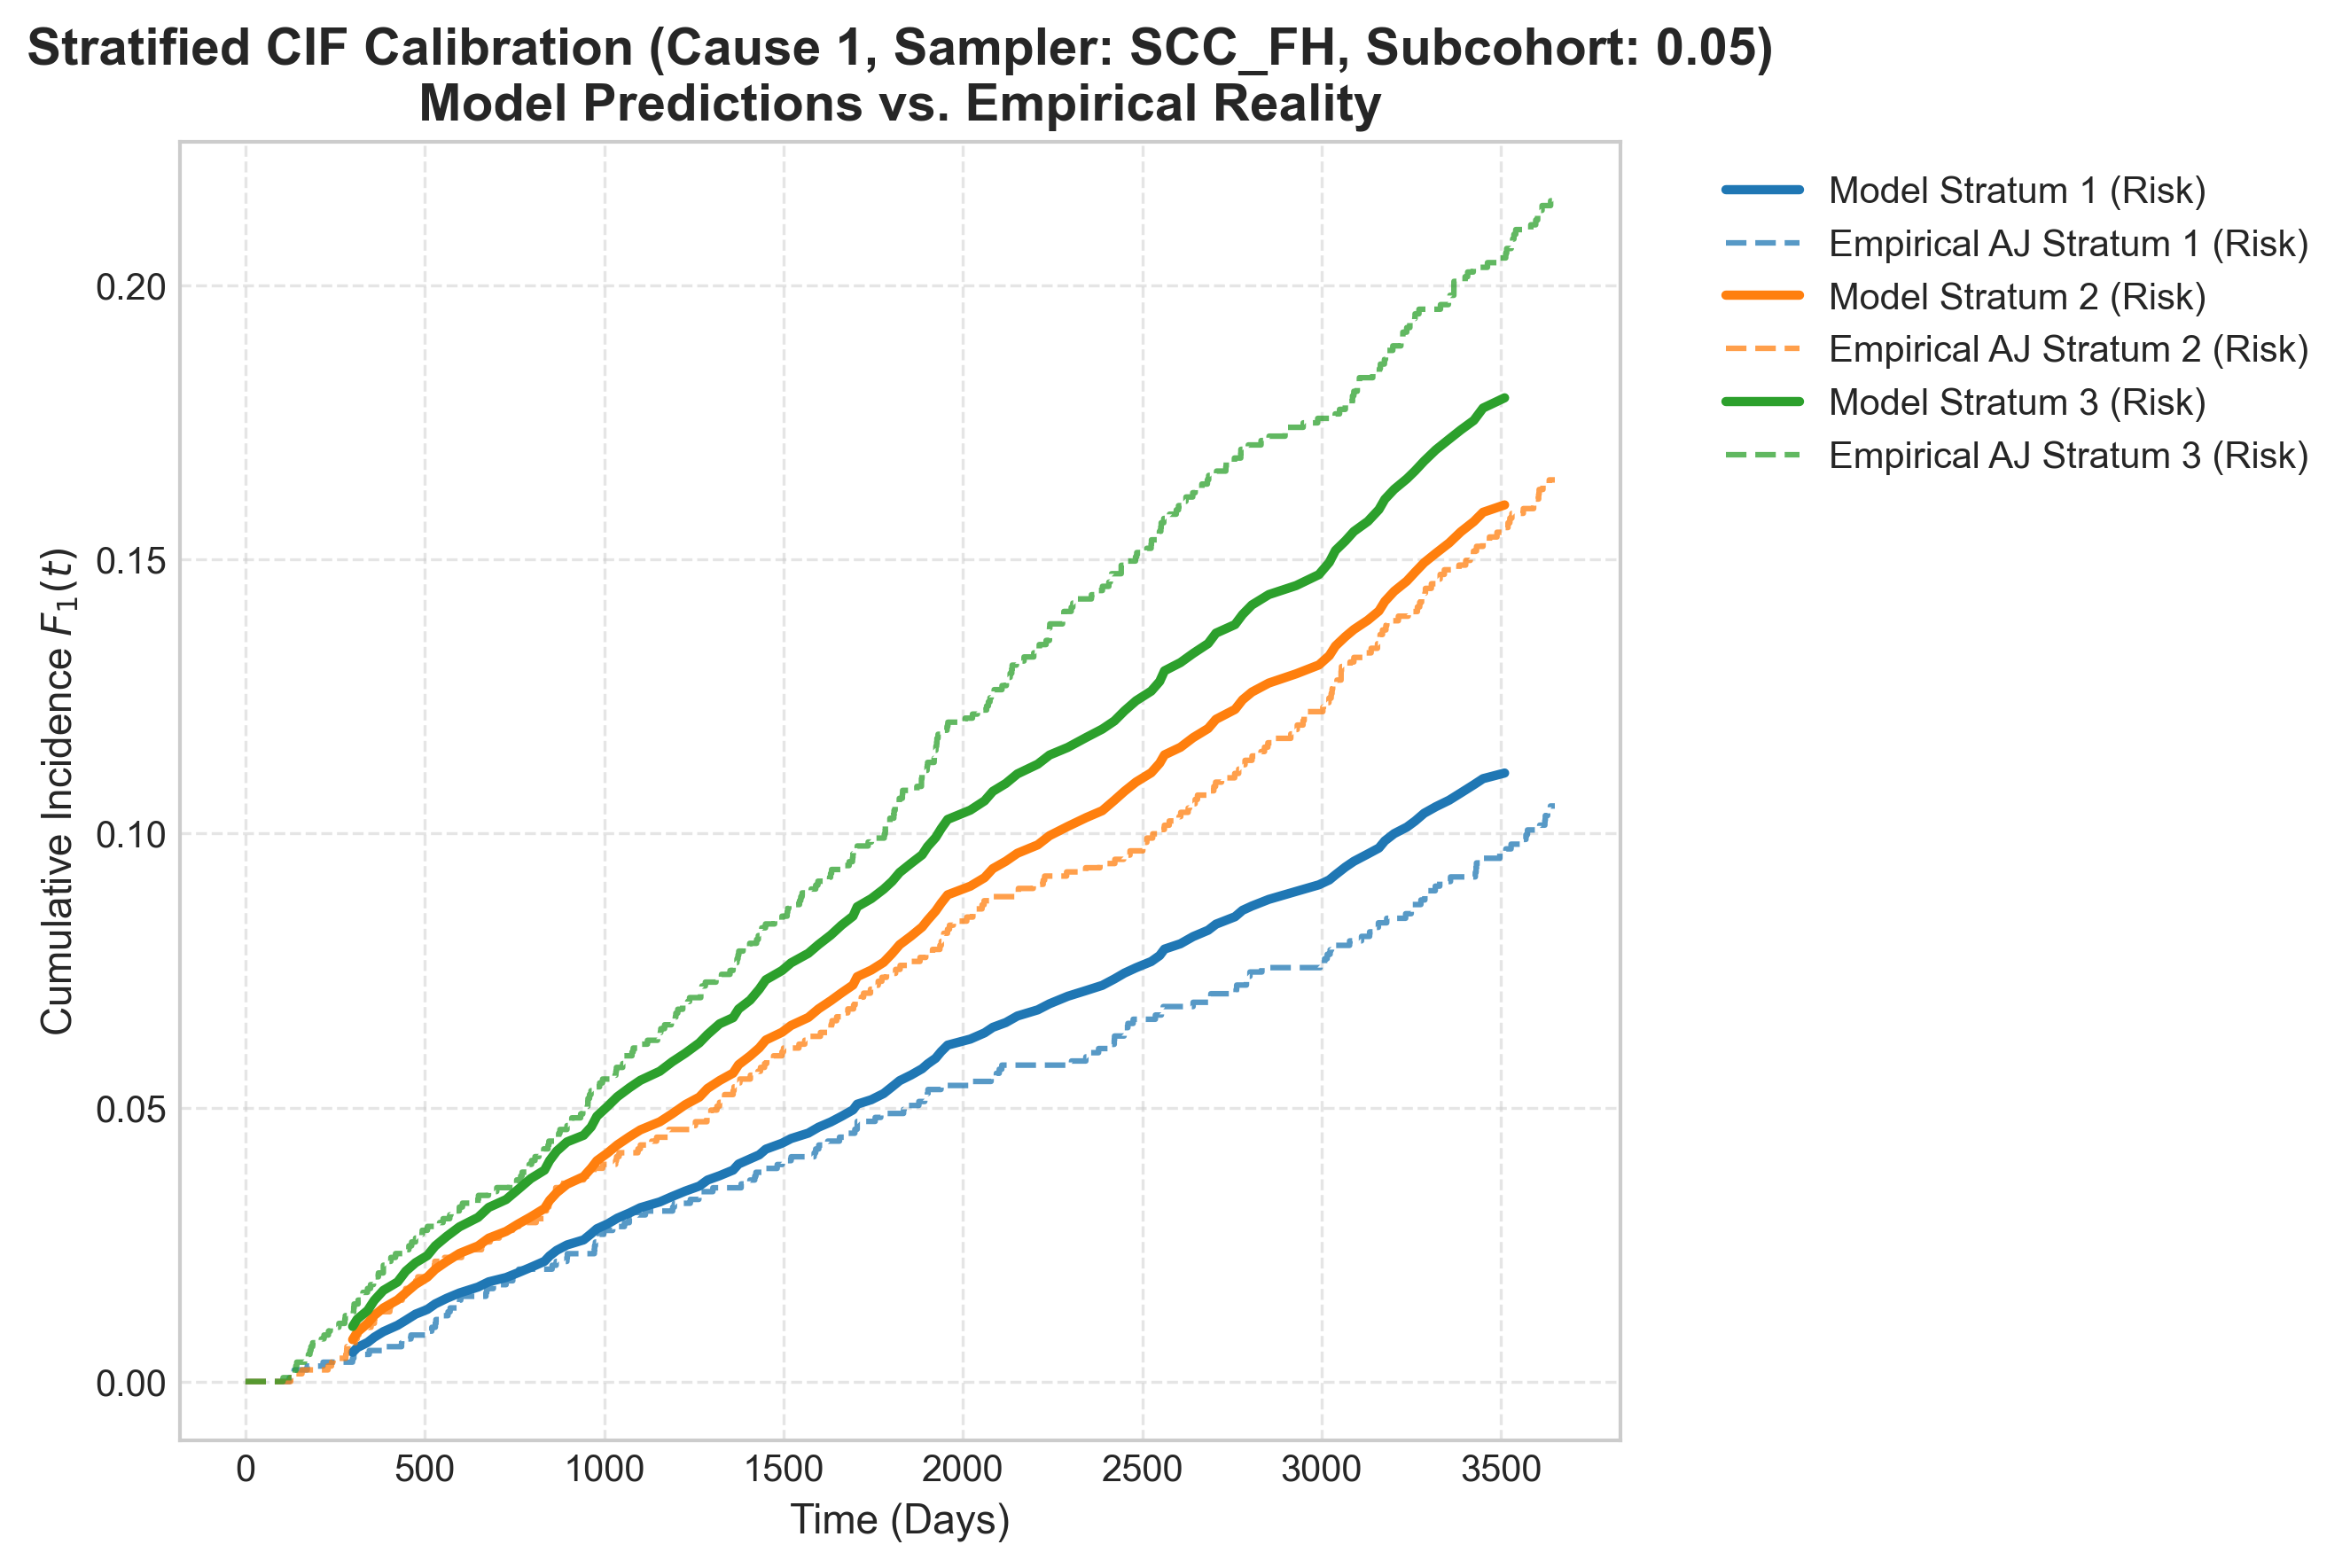 Stratified CIF Calibration (Cause 1, Sampler: SCC_FH, Subcohort: 0.05)
Model Predictions vs. Empirical Reality
Model Stratum 1 (Risk)
Empirical AJ Stratum 1 (Risk)
Model Stratum 2 (Risk)
Empirical AJ Stratum 2 (Risk)
Model Stratum 3 (Risk)
Empirical AJ Stratum 3 (Risk)
Cumulative Incidence F₁(t)
0.20
0.15
0.10
0.05
0.00
0 500 1000 1500 2000 2500 3000 3500
Time (Days)